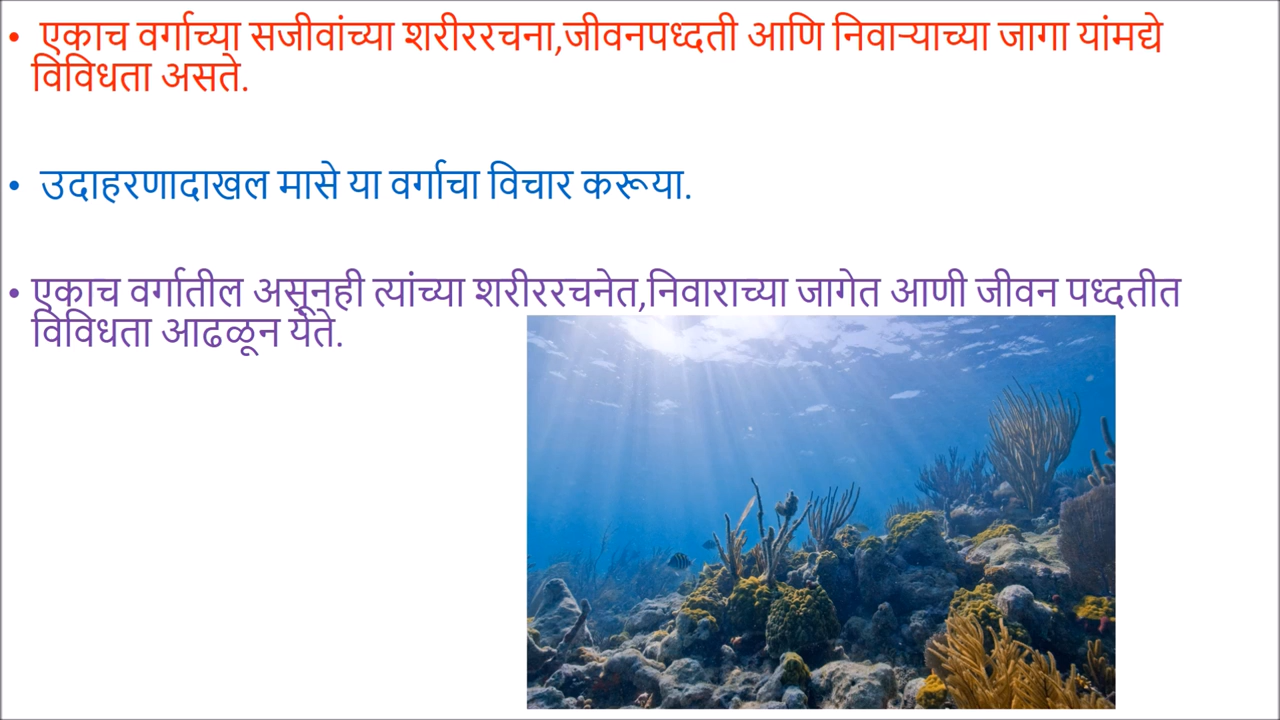 • एकाच वर्गाच्या सजीवांच्या शरीररचना,जीवनपध्दती आणि निवाऱ्याच्या जागा यांमद्ये
विविधता असते.
• उदाहरणादाखल मासे या वर्गाचा विचार करूया.
• एकाच वर्गातील असूनही त्यांच्या शरीररचनेत,निवाराच्या जागेत आणी जीवन पध्दतीत
विविधता आढळून येते.